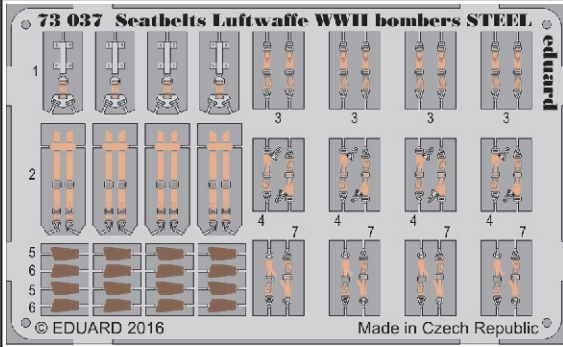 73 037 Seatbelts Luftwaffe WWII bombers STEEL
eduard
1
3 3 3 3
2
4 4 4 4
7 7 7 7
5
6
5
6
© EDUARD 2016 Made in Czech Republic